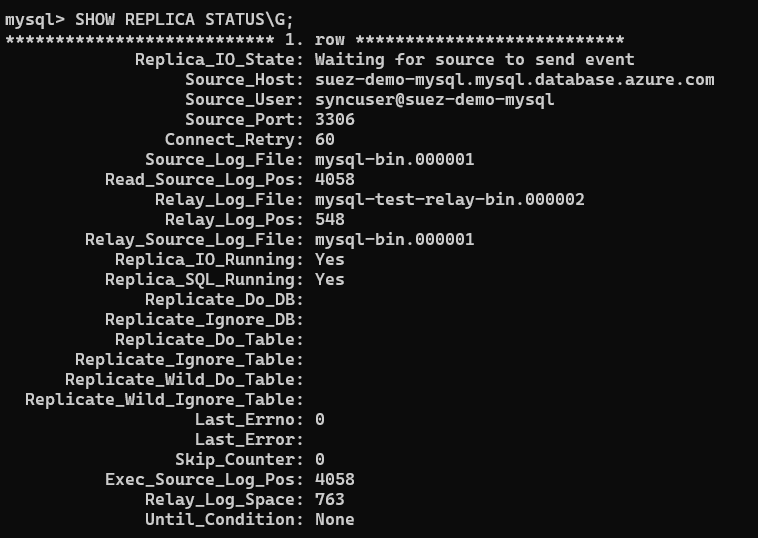 mysql> SHOW REPLICA STATUS\G;
*************************** 1. row ***************************
Replica_IO_State: Waiting for source to send event
Source_Host: suez-demo-mysql.mysql.database.azure.com
Source_User: syncuser@suez-demo-mysql
Source_Port: 3306
Connect_Retry: 60
Source_Log_File: mysql-bin.000001
Read_Source_Log_Pos: 4058
Relay_Log_File: mysql-test-relay-bin.000002
Relay_Log_Pos: 548
Relay_Source_Log_File: mysql-bin.000001
Replica_IO_Running: Yes
Replica_SQL_Running: Yes
Replicate_Do_DB:
Replicate_Ignore_DB:
Replicate_Do_Table:
Replicate_Ignore_Table:
Replicate_Wild_Do_Table:
Replicate_Wild_Ignore_Table:
Last_Errno: 0
Last_Error:
Skip_Counter: 0
Exec_Source_Log_Pos: 4058
Relay_Log_Space: 763
Until_Condition: None